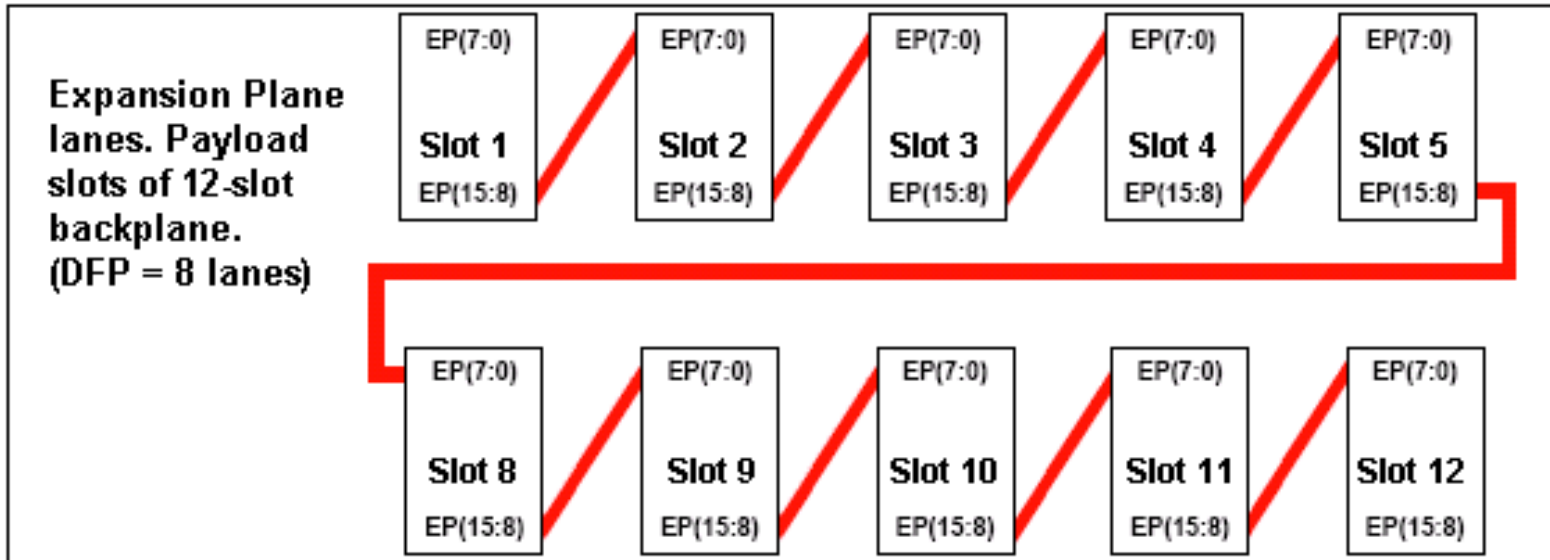 Expansion Plane
lanes. Payload
slots of 12-slot
backplane.
(DFP = 8 lanes)
EP(7:0) EP(7:0) EP(7:0) EP(7:0) EP(7:0)
Slot 1 Slot 2 Slot 3 Slot 4 Slot 5
EP(15:8) EP(15:8) EP(15:8) EP(15:8) EP(15:8)
EP(7:0) EP(7:0) EP(7:0) EP(7:0) EP(7:0)
Slot 8 Slot 9 Slot 10 Slot 11 Slot 12
EP(15:8) EP(15:8) EP(15:8) EP(15:8) EP(15:8)